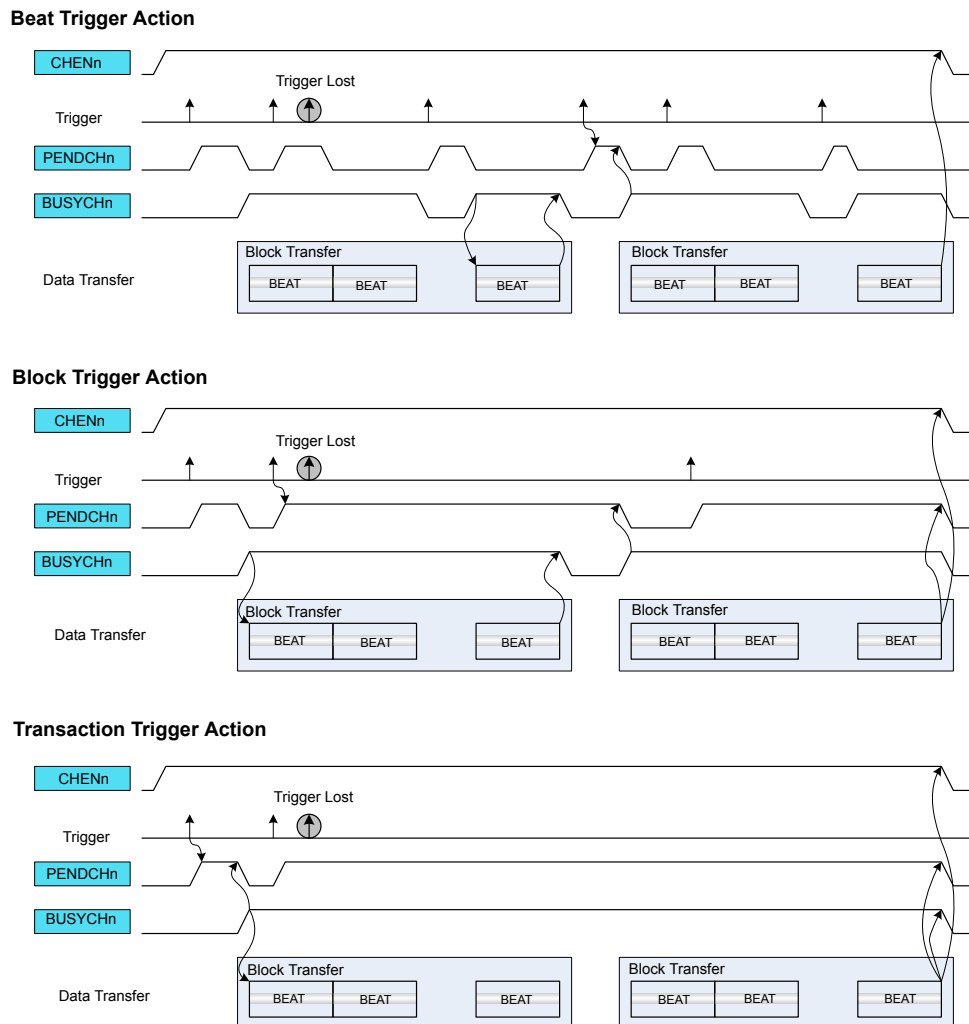 Beat Trigger Action
CHENn
Trigger Lost
Trigger
PENDCHn
BUSYCHn
Block Transfer Block Transfer
Data Transfer
BEAT BEAT BEAT BEAT BEAT BEAT
Block Trigger Action
CHENn
Trigger Lost
Trigger
PENDCHn
BUSYCHn
Block Transfer Block Transfer
Data Transfer
BEAT BEAT BEAT BEAT BEAT BEAT
Transaction Trigger Action
CHENn
Trigger Lost
Trigger
PENDCHn
BUSYCHn
Block Transfer Block Transfer
Data Transfer
BEAT BEAT BEAT BEAT BEAT BEAT